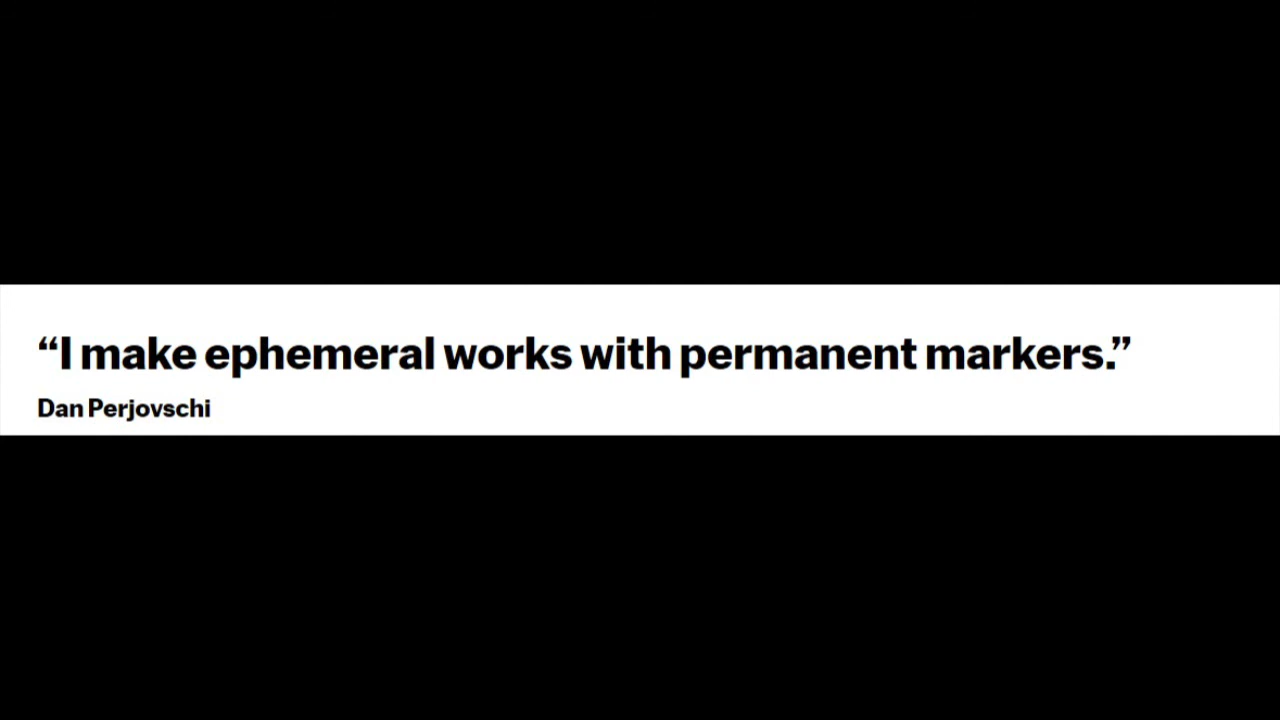 “I make ephemeral works with permanent markers.”
Dan Perjovschi